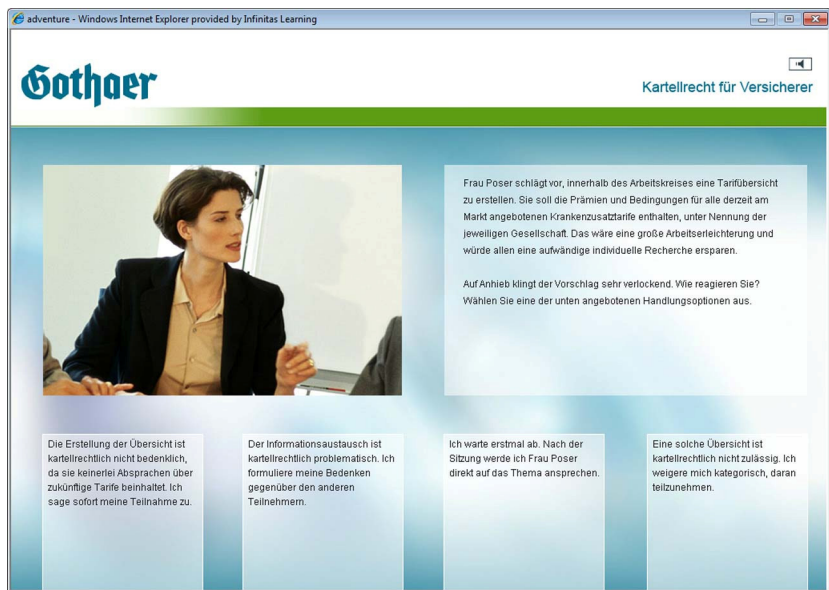 adventure - Windows Internet Explorer provided by Infinitas Learning
Gothaer
Kartellrecht für Versicherer
Frau Poser schlägt vor, innerhalb des Arbeitskreises eine Tarifübersicht
zu erstellen. Sie soll die Prämien und Bedingungen für alle derzeit am
Markt angebotenen Krankenzusatztarife enthalten, unter Nennung der
jeweiligen Gesellschaft. Das wäre eine große Arbeitserleichterung und
würde allen eine aufwändige individuelle Recherche ersparen.
Auf Anhieb klingt der Vorschlag sehr verlockend. Wie reagieren Sie?
Wählen Sie eine der unten angebotenen Handlungsoptionen aus.
Die Erstellung der Übersicht ist
kartellrechtlich nicht bedenklich,
da sie keinerlei Absprachen über
zukünftige Tarife beinhaltet. Ich
sage sofort meine Teilnahme zu.
Der Informationsaustausch ist
kartellrechtlich problematisch. Ich
formuliere meine Bedenken
gegenüber den anderen
Teilnehmern.
Ich warte erstmal ab. Nach der
Sitzung werde ich Frau Poser
direkt auf das Thema ansprechen.
Eine solche Übersicht ist
kartellrechtlich nicht zulässig. Ich
weigere mich kategorisch, daran
teilzunehmen.